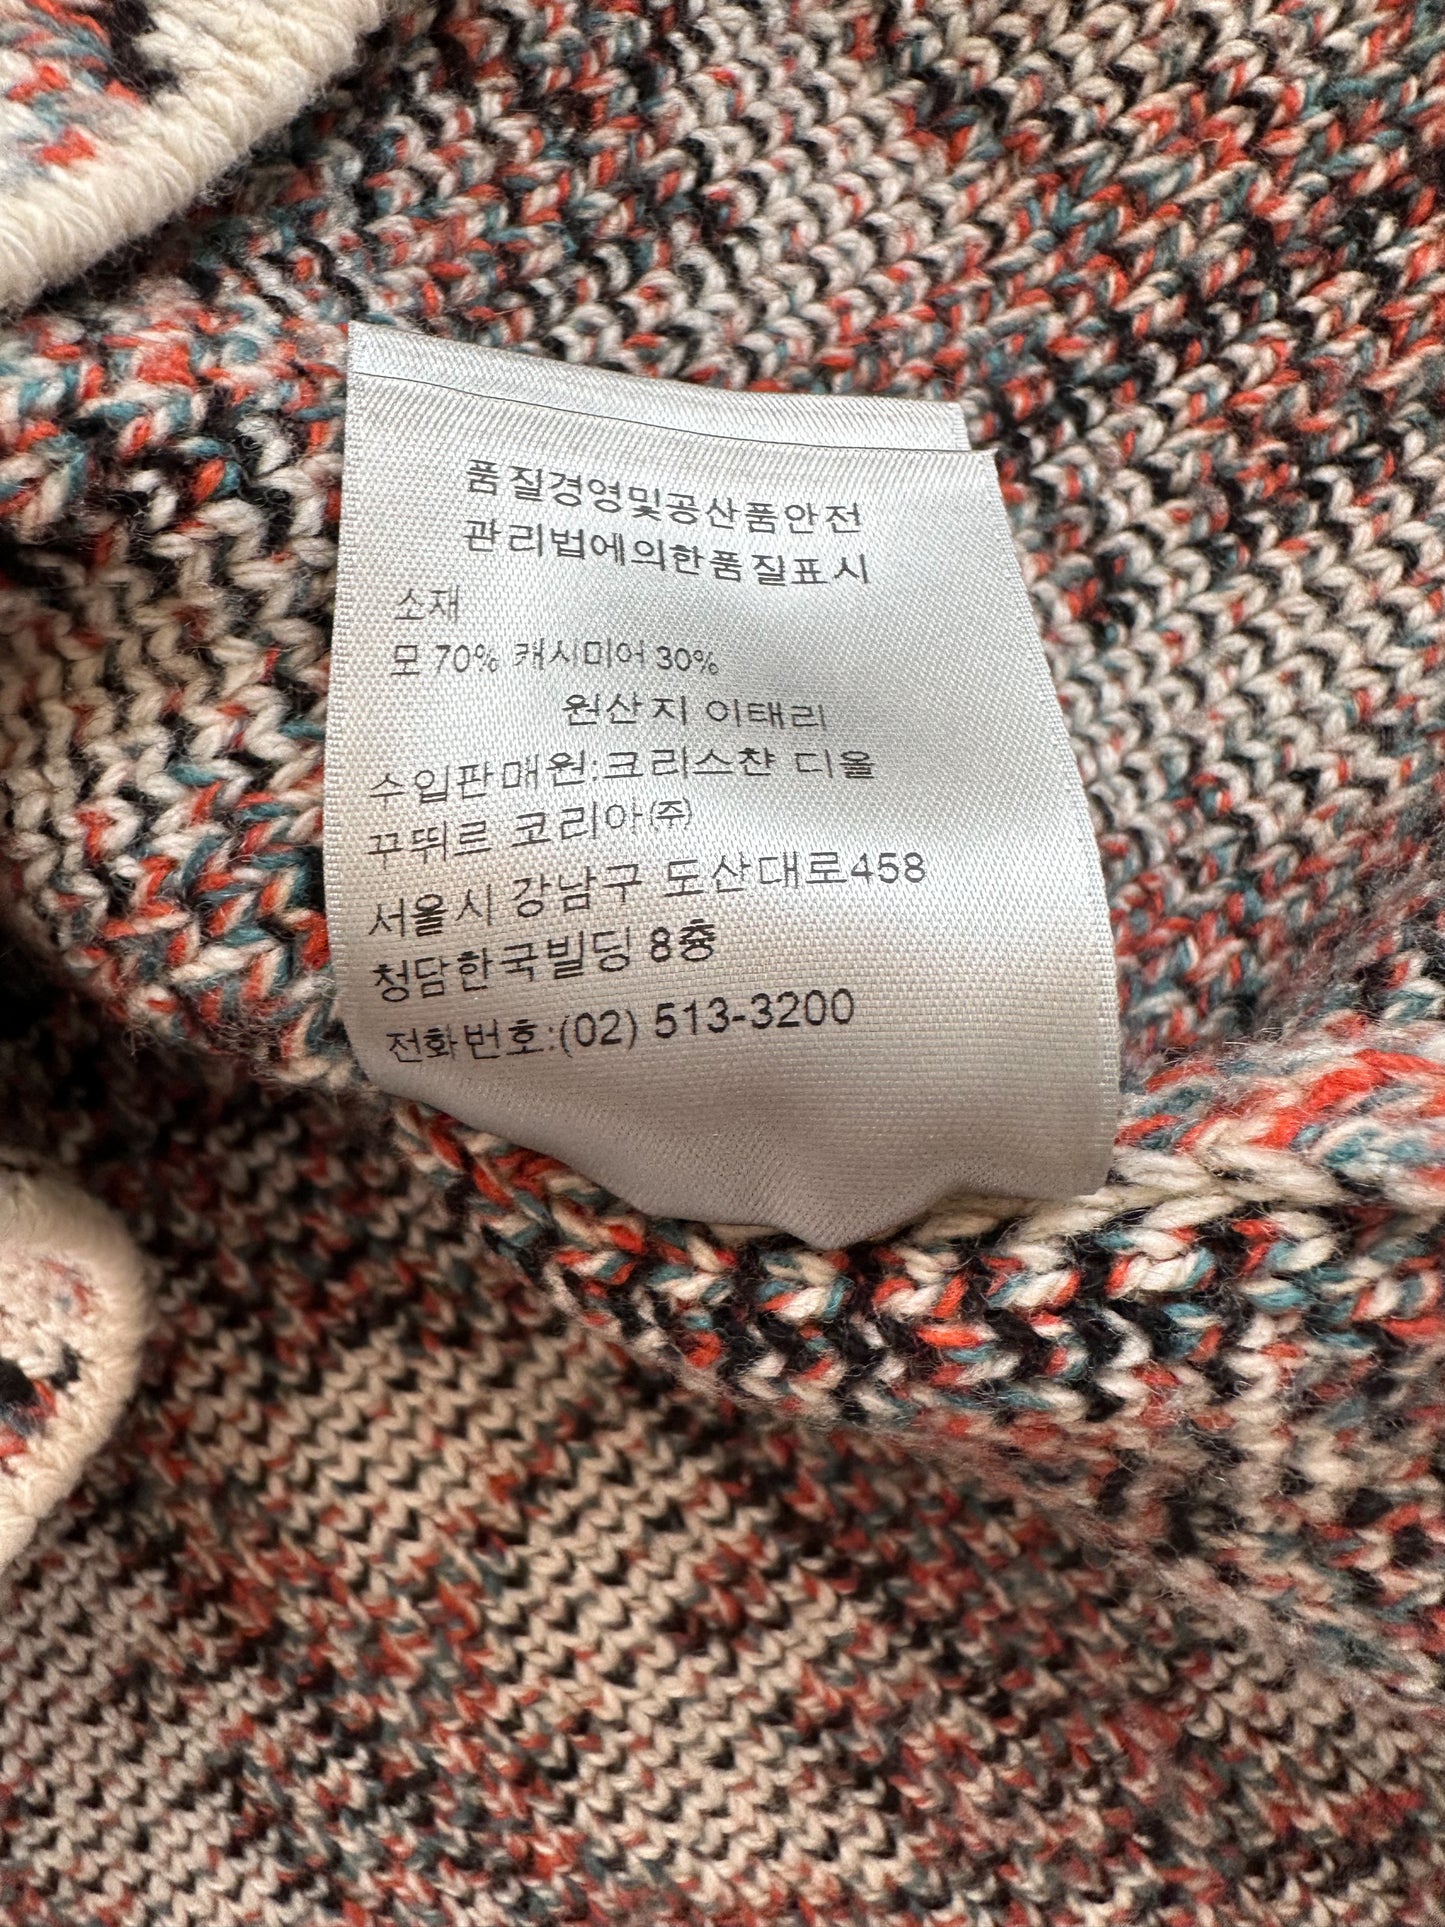 품질경영및공산품안전
관리법에의한품질표시
소재
모 70% 캐시미어 30%
원산지 이태리
수입판매원:크리스챤 디올
꾸뛰르 코리아(주)
서울시 강남구 도산대로458
청담한국빌딩 8층
전화번호:(02) 513-3200